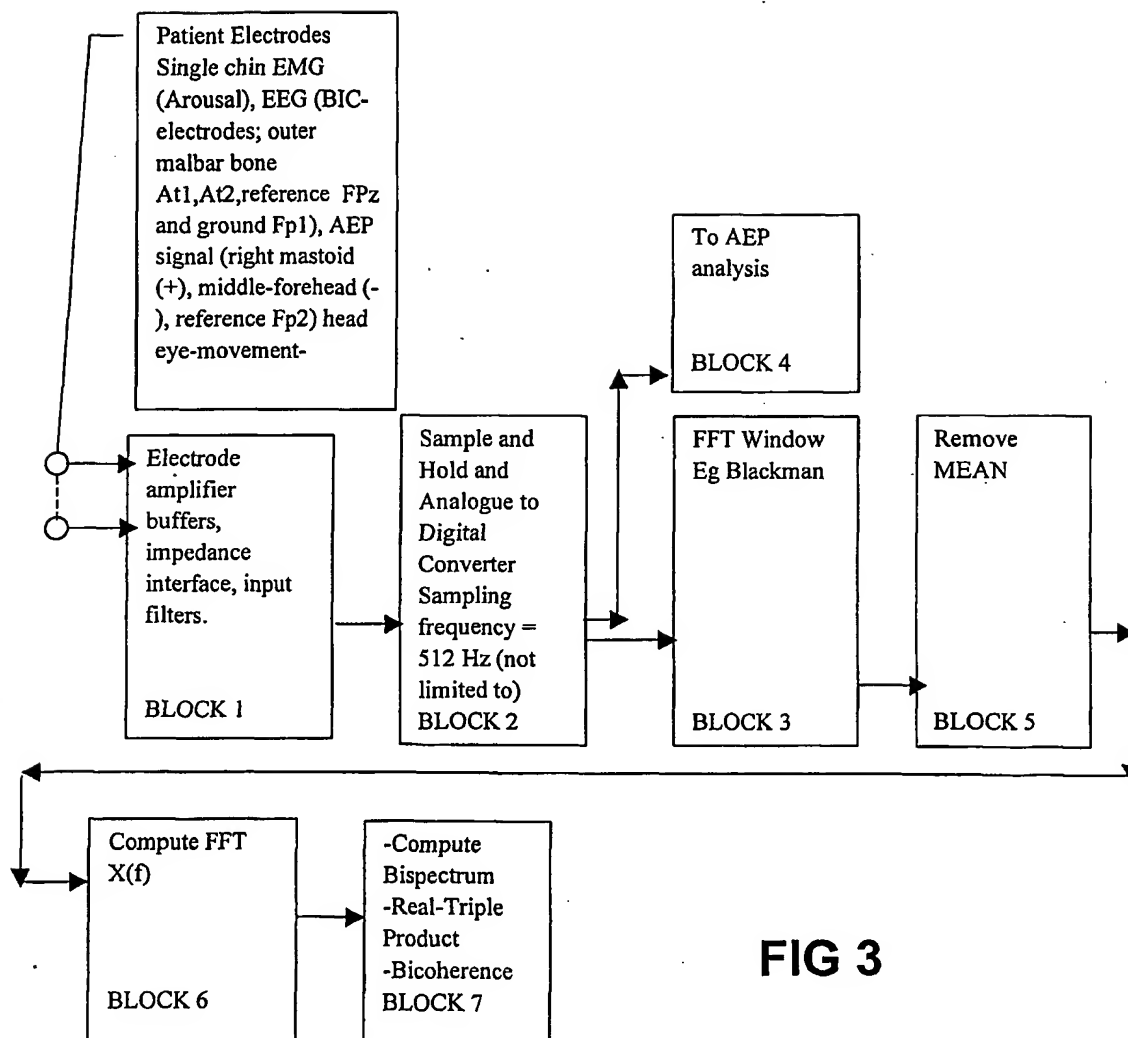 Patient Electrodes
Single chin EMG
(Arousal), EEG (BIC-
electrodes; outer
malbar bone
At1,At2,reference FPz
and ground Fp1), AEP
signal (right mastoid
(+), middle-forehead (-
), reference Fp2) head
eye-movement-
To AEP
analysis
BLOCK 4
Electrode
amplifier
buffers,
impedance
interface, input
filters.
BLOCK 1
Sample and
Hold and
Analogue to
Digital
Converter
Sampling
frequency =
512 Hz (not
limited to)
BLOCK 2
FFT Window
Eg Blackman
BLOCK 3
Remove
MEAN
BLOCK 5
Compute FFT
X(f)
BLOCK 6
-Compute
Bispectrum
-Real-Triple
Product
-Bicoherence
BLOCK 7
FIG 3